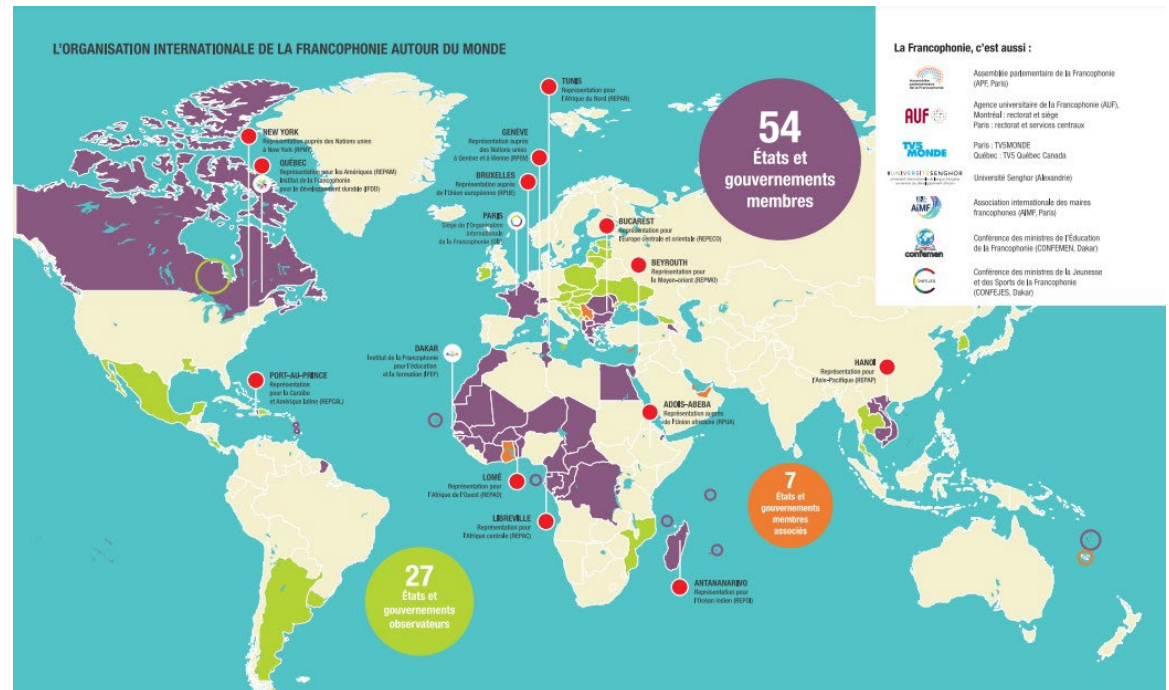 L'ORGANISATION INTERNATIONALE DE LA FRANCOPHONIE AUTOUR DU MONDE
NEW YORK
Représentation auprès des Nations unies
à New York (RPNY)
QUÉBEC
Représentation pour les Amériques (REPAM)
Institut de la Francophonie
pour le développement durable (IFDD)
TUNIS
Représentation pour
l'Afrique du Nord (REPAN)
GENÈVE
Représentation auprès
des Nations unies
à Genève et à Vienne (RPGV)
BRUXELLES
Représentation auprès
de l'Union européenne (RPUE)
PARIS
Siège de l'Organisation
internationale
de la Francophonie
BUCAREST
Représentation pour
l'Europe centrale et orientale (REPECO)
BEYROUTH
Représentation pour
le Moyen-orient (REPMO)
54
États et
gouvernements
membres
DAKAR
Institut de la Francophonie
pour l'éducation
et la formation (IFEF)
PORT-AU-PRINCE
Représentation
pour la Caraïbe
et Amérique latine (REPCAL)
HANOÏ
Représentation pour
l'Asie-Pacifique (REPAP)
ADDIS-ABEBA
Représentation auprès
de l'Union africaine (RPUA)
LOMÉ
Représentation pour
l'Afrique de l'Ouest (REPAO)
LIBREVILLE
Représentation pour
l'Afrique centrale (REPAC)
7
États et
gouvernements
membres
associés
27
États et
gouvernements
observateurs
ANTANANARIVO
Représentation pour
l'Océan indien (REPOI)
La Francophonie, c'est aussi :
Assemblée parlementaire de la Francophonie
(APF, Paris)
AUF
Agence universitaire de la Francophonie (AUF),
Montréal : rectorat et siège
Paris : rectorat et services centraux
TV5
MONDE
Paris : TV5MONDE
Québec : TV5 Québec Canada
UNIVERSITÉSENGHOR
Université Senghor (Alexandrie)
AIMF
Association internationale des maires
francophones (AIMF, Paris)
confemen
Conférence des ministres de l'Éducation
de la Francophonie (CONFEMEN, Dakar)
CONFEJES
Conférence des ministres de la Jeunesse
et des Sports de la Francophonie
(CONFEJES, Dakar)